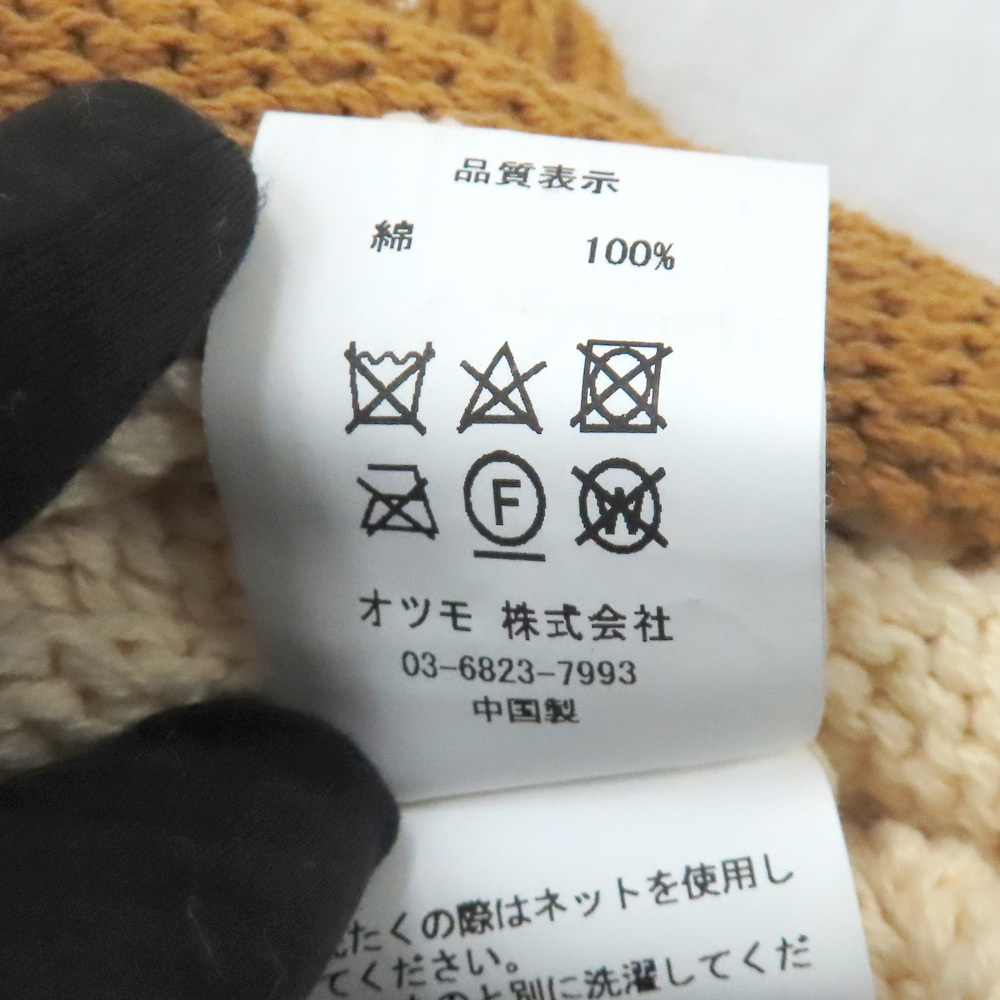 品質表示
綿 100%
F
W
オツモ 株式会社
03-6823-7993
中国製
たくの際はネットを使用し
てください。
のと別に洗濯してくだ